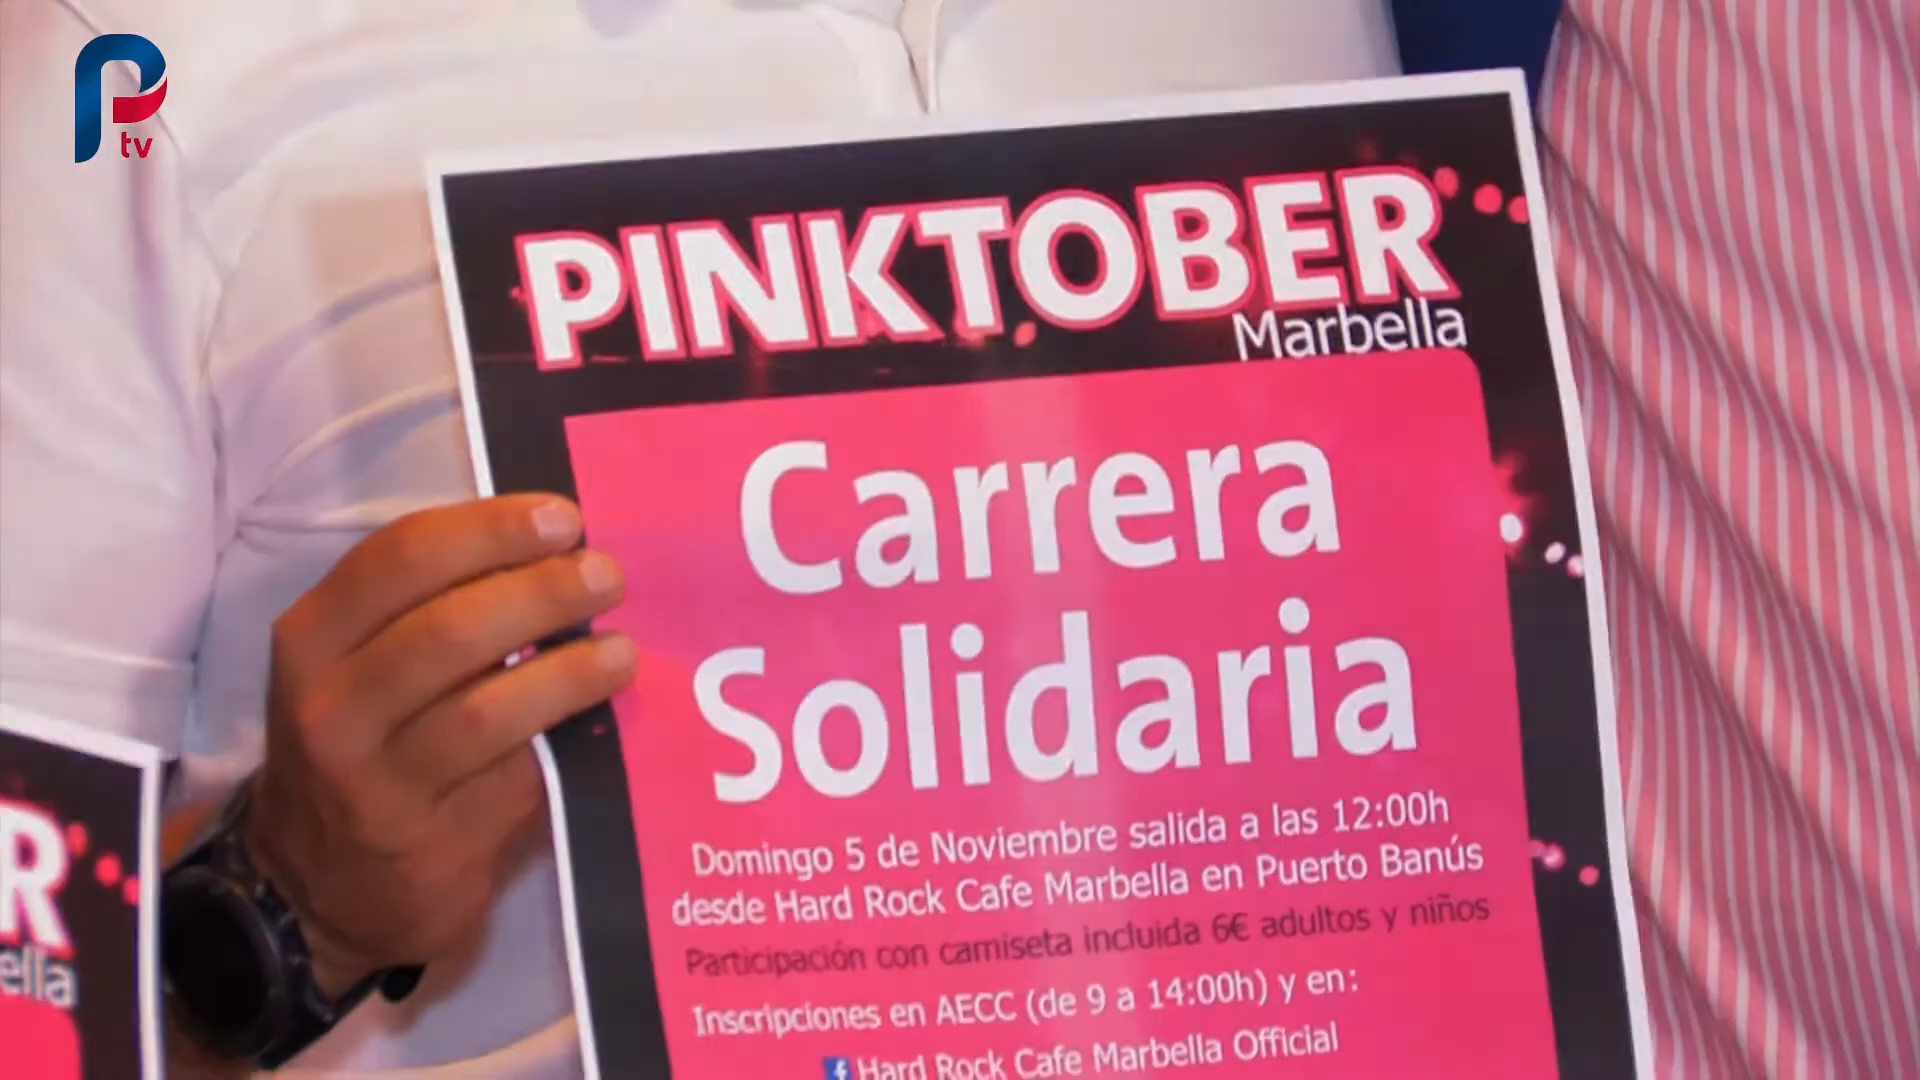 P
tv
PINKTOBER
Marbella
Carrera
Solidaria
Domingo 5 de Noviembre salida a las 12:00h
desde Hard Rock Cafe Marbella en Puerto Banús
Participación con camiseta incluida 6€ adultos y niños
Inscripciones en AECC (de 9 a 14:00h) y en:
Hard Rock Cafe Marbella Official
R
ella